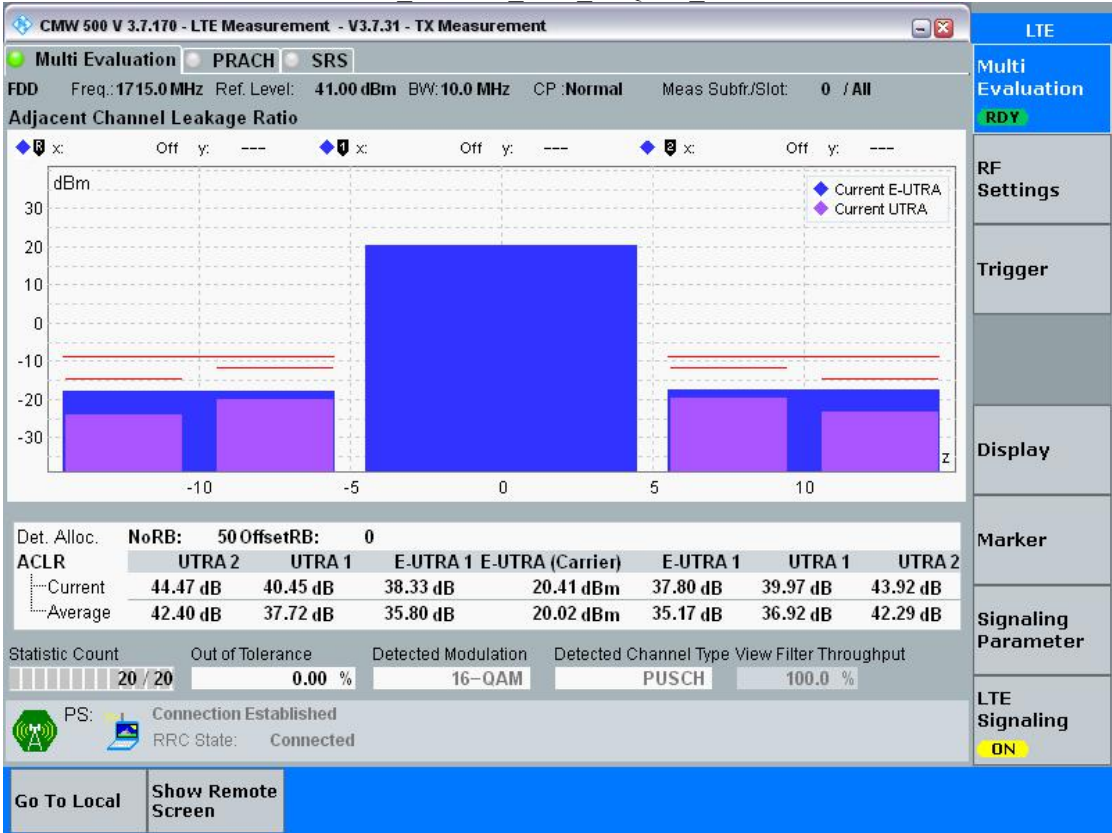 CMW 500 V 3.7.170 - LTE Measurement - V3.7.31 - TX Measurement
LTE
Multi Evaluation PRACH SRS
Multi Evaluation
RDY
FDD Freq.:1715.0 MHz Ref. Level: 41.00 dBm BW:10.0 MHz CP :Normal Meas Subfr./Slot: 0 / All
Adjacent Channel Leakage Ratio
R x: Off y: --- 1 x: Off y: --- 2 x: Off y: ---
dBm
Current E-UTRA
Current UTRA
30
20
10
0
-10
-20
-30
z
-10 -5 0 5 10
RF Settings
Trigger
Display
Marker
Signaling Parameter
LTE Signaling
ON
Det. Alloc. NoRB: 50 OffsetRB: 0
ACLR UTRA 2 UTRA 1 E-UTRA 1 E-UTRA (Carrier) E-UTRA 1 UTRA 1 UTRA 2
Current 44.47 dB 40.45 dB 38.33 dB 20.41 dBm 37.80 dB 39.97 dB 43.92 dB
Average 42.40 dB 37.72 dB 35.80 dB 20.02 dBm 35.17 dB 36.92 dB 42.29 dB
Statistic Count Out of Tolerance Detected Modulation Detected Channel Type View Filter Throughput
20 / 20 0.00 % 16-QAM PUSCH 100.0 %
PS: Connection Established
RRC State: Connected
Go To Local
Show Remote Screen